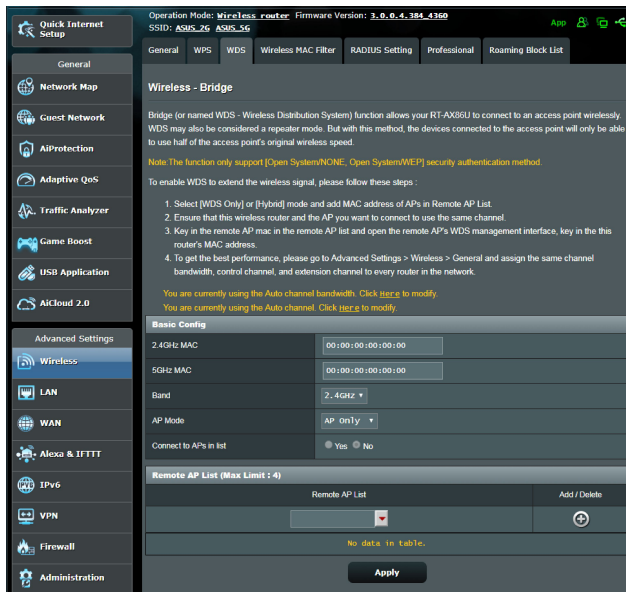 Quick Internet
Setup
General
Network Map
Guest Network
AiProtection
Adaptive QoS
Traffic Analyzer
Game Boost
USB Application
AiCloud 2.0
Advanced Settings
Wireless
LAN
WAN
Alexa & IFTTT
IPv6
VPN
Firewall
Administration
Operation Mode: Wireless router Firmware Version: 3.0.0.4.384_4360
SSID: ASUS_2G ASUS_5G
App
General WPS WDS Wireless MAC Filter RADIUS Setting Professional Roaming Block List
Wireless - Bridge
Bridge (or named WDS - Wireless Distribution System) function allows your RT-AX86U to connect to an access point wirelessly.
WDS may also be considered a repeater mode. But with this method, the devices connected to the access point will only be able
to use half of the access point's original wireless speed.
Note:The function only support [Open System/NONE, Open System/WEP] security authentication method.
To enable WDS to extend the wireless signal, please follow these steps :
1. Select [WDS Only] or [Hybrid] mode and add MAC address of APs in Remote AP List.
2. Ensure that this wireless router and the AP you want to connect to use the same channel.
3. Key in the remote AP mac in the remote AP list and open the remote AP's WDS management interface, key in the this
router's MAC address.
4. To get the best performance, please go to Advanced Settings > Wireless > General and assign the same channel
bandwidth, control channel, and extension channel to every router in the network.
You are currently using the Auto channel bandwidth. Click Here to modify.
You are currently using the Auto channel. Click Here to modify.
Basic Config
2.4GHz MAC 00:00:00:00:00:00
5GHz MAC 00:00:00:00:00:00
Band 2.4GHz
AP Mode AP Only
Connect to APs in list Yes No
Remote AP List (Max Limit : 4)
Remote AP List Add / Delete
No data in table.
Apply